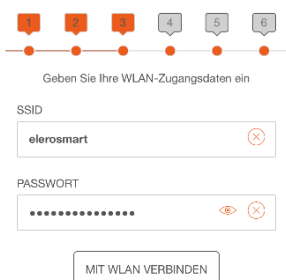 1 2 3 4 5 6
Geben Sie Ihre WLAN-Zugangsdaten ein
SSID
elerosmart
PASSWORT
●●●●●●●●●●●●●●●
MIT WLAN VERBINDEN